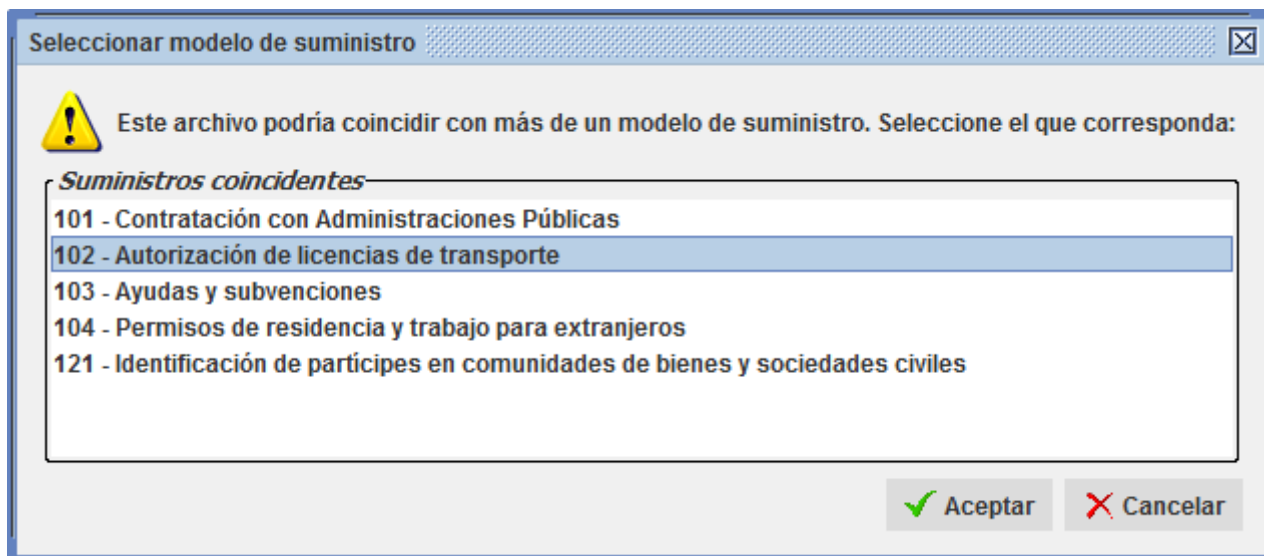 Seleccionar modelo de suministro
Este archivo podría coincidir con más de un modelo de suministro. Seleccione el que corresponda:
Suministros coincidentes
101 - Contratación con Administraciones Públicas
102 - Autorización de licencias de transporte
103 - Ayudas y subvenciones
104 - Permisos de residencia y trabajo para extranjeros
121 - Identificación de partícipes en comunidades de bienes y sociedades civiles
Aceptar
Cancelar